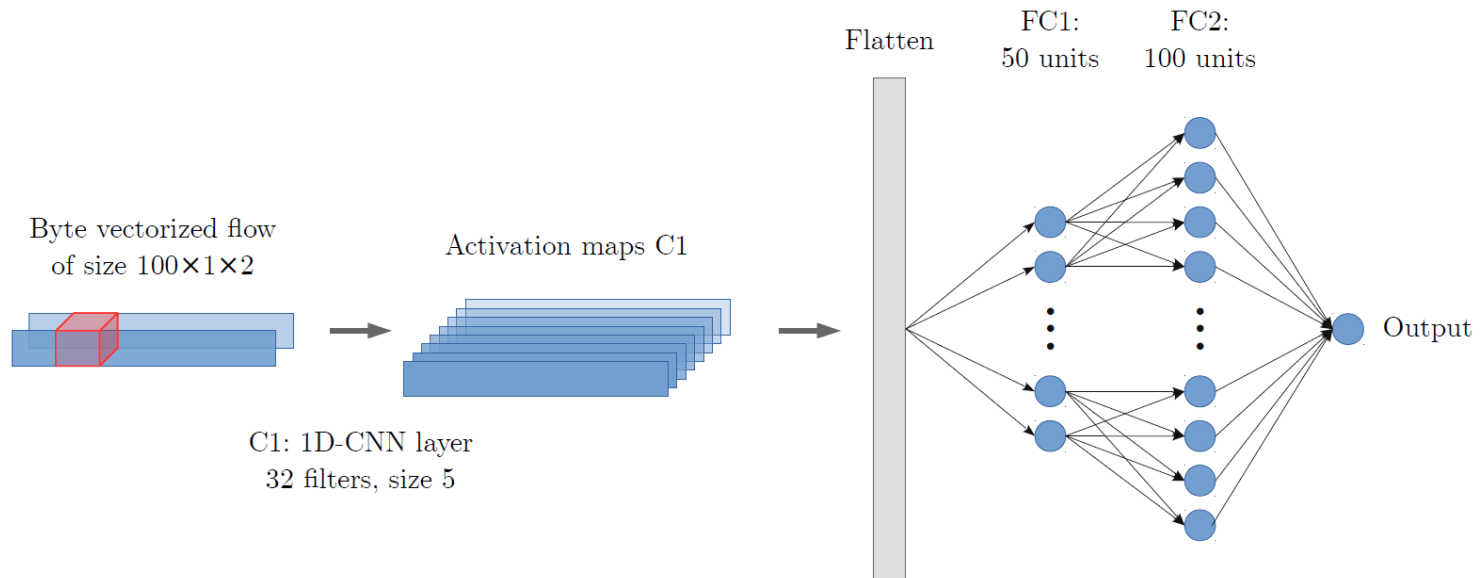 Byte vectorized flow
of size 100×1×2
C1: 1D-CNN layer
32 filters, size 5
Activation maps C1
Flatten
FC1:
50 units
FC2:
100 units
Output